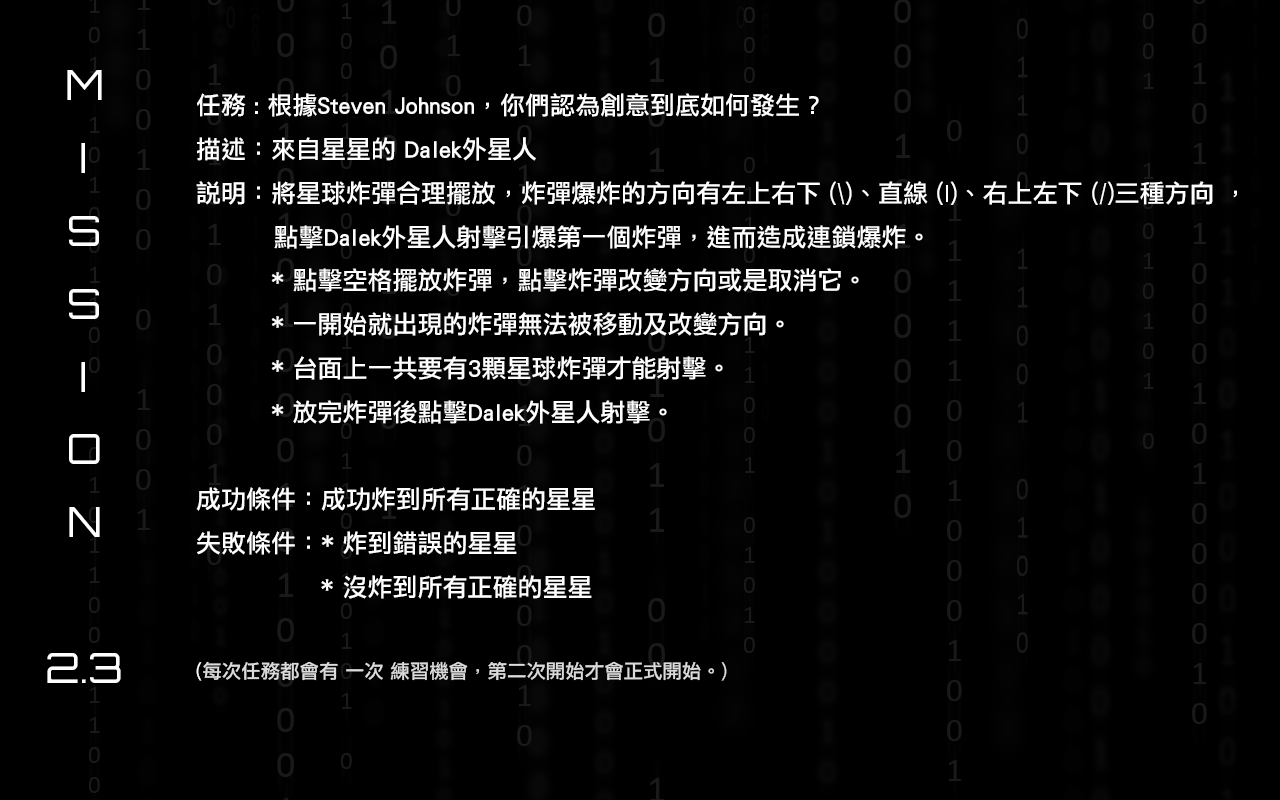 MISSION
2.3
任務 : 根據Steven Johnson，你們認為創意到底如何發生？
描述：來自星星的 Dalek外星人
説明：將星球炸彈合理擺放，炸彈爆炸的方向有左上右下 (\)、直線 (|)、右上左下 (/)三種方向 ，
點擊Dalek外星人射擊引爆第一個炸彈，進而造成連鎖爆炸。
* 點擊空格擺放炸彈，點擊炸彈改變方向或是取消它。
* 一開始就出現的炸彈無法被移動及改變方向。
* 台面上一共要有3顆星球炸彈才能射擊。
* 放完炸彈後點擊Dalek外星人射擊。
成功條件：成功炸到所有正確的星星
失敗條件：* 炸到錯誤的星星
* 沒炸到所有正確的星星
(每次任務都會有 一次 練習機會，第二次開始才會正式開始。)